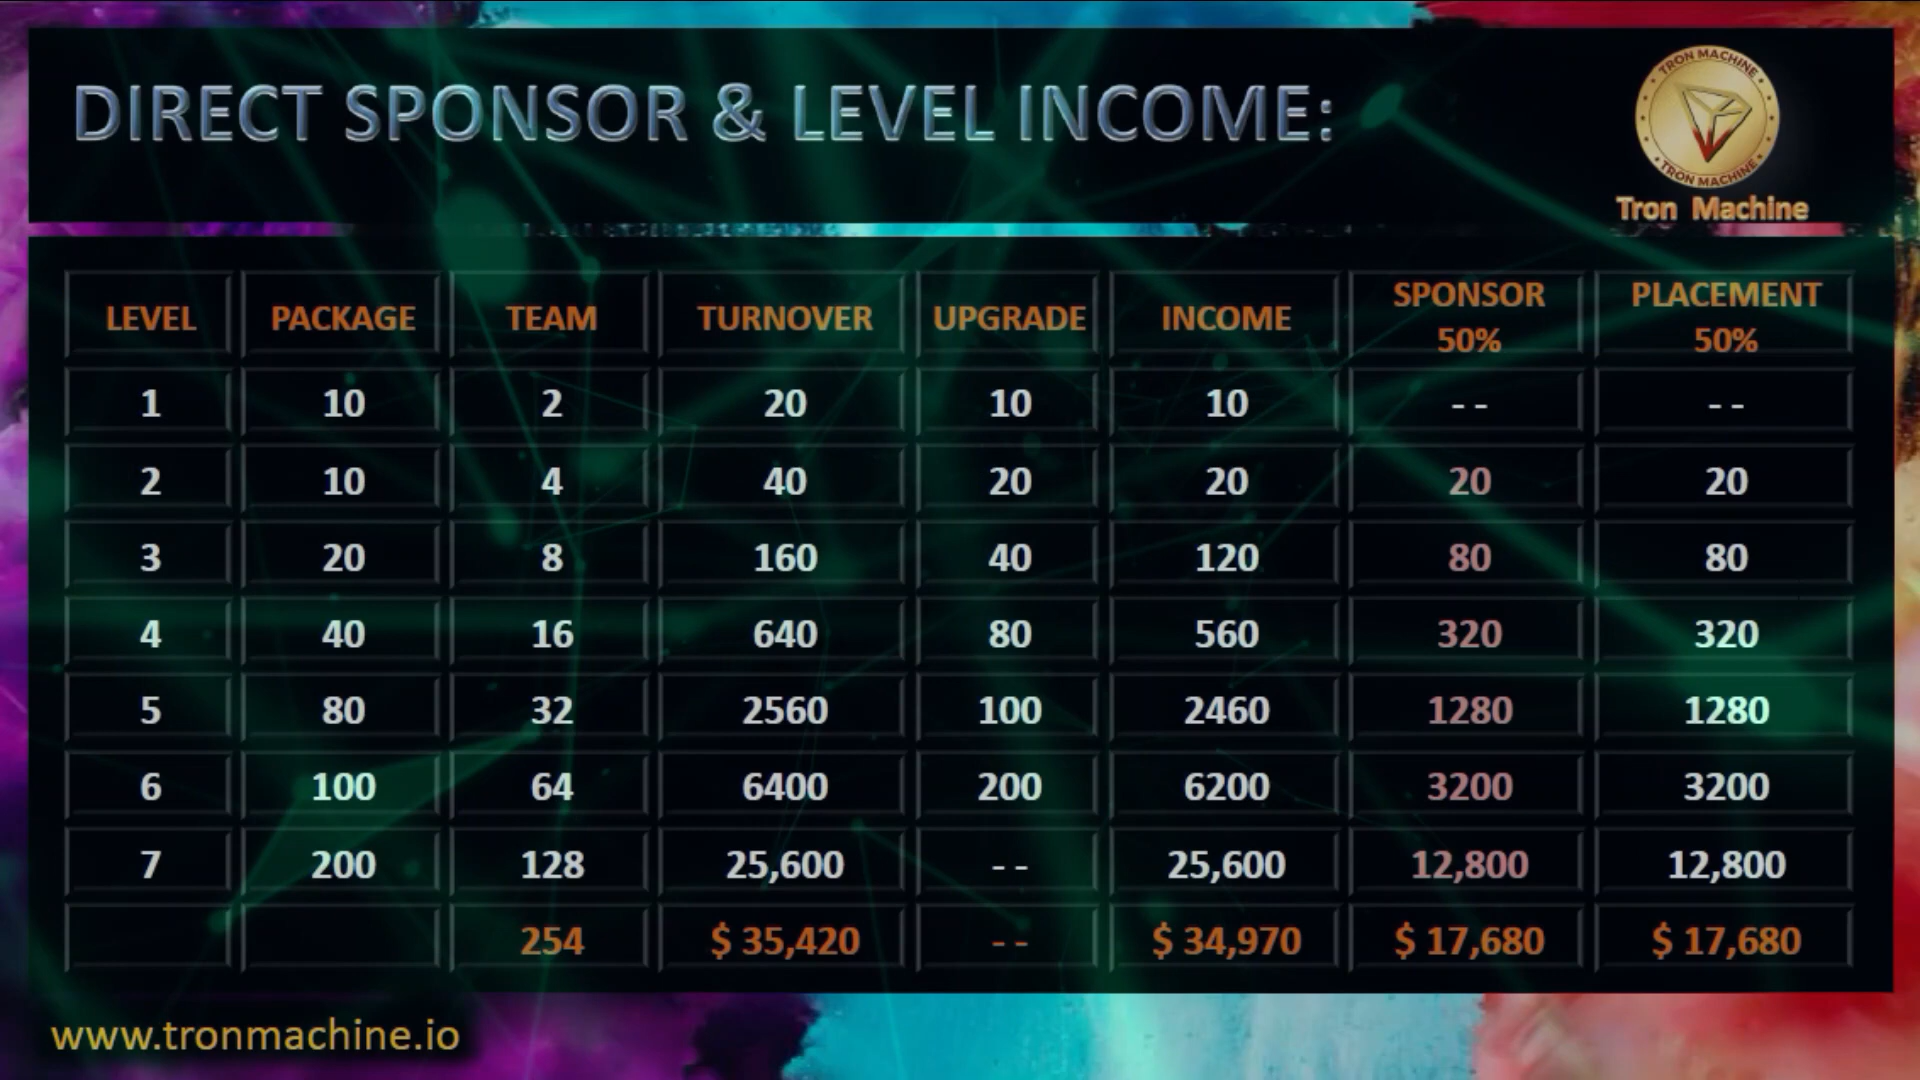 DIRECT SPONSOR & LEVEL INCOME:
TRON MACHINE
TRON MACHINE
Tron Machine
LEVEL PACKAGE TEAM TURNOVER UPGRADE INCOME SPONSOR 50% PLACEMENT 50%
1 10 2 20 10 10 -- --
2 10 4 40 20 20 20 20
3 20 8 160 40 120 80 80
4 40 16 640 80 560 320 320
5 80 32 2560 100 2460 1280 1280
6 100 64 6400 200 6200 3200 3200
7 200 128 25,600 -- 25,600 12,800 12,800
254 $ 35,420 -- $ 34,970 $ 17,680 $ 17,680
www.tronmachine.io